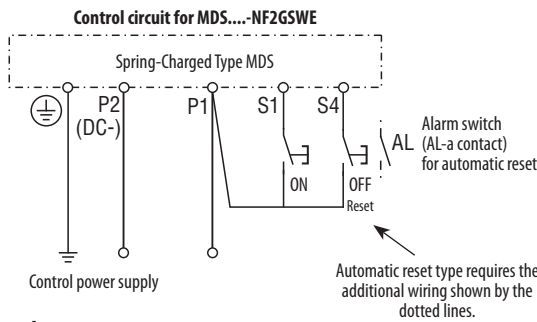 Control circuit for MDS....-NF2GSWE
Spring-Charged Type MDS
P2
(DC-)
P1
S1
S4
AL
Alarm switch
(AL-a contact)
for automatic reset
ON
OFF
Reset
Control power supply
Automatic reset type requires the
additional wiring shown by the
dotted lines.